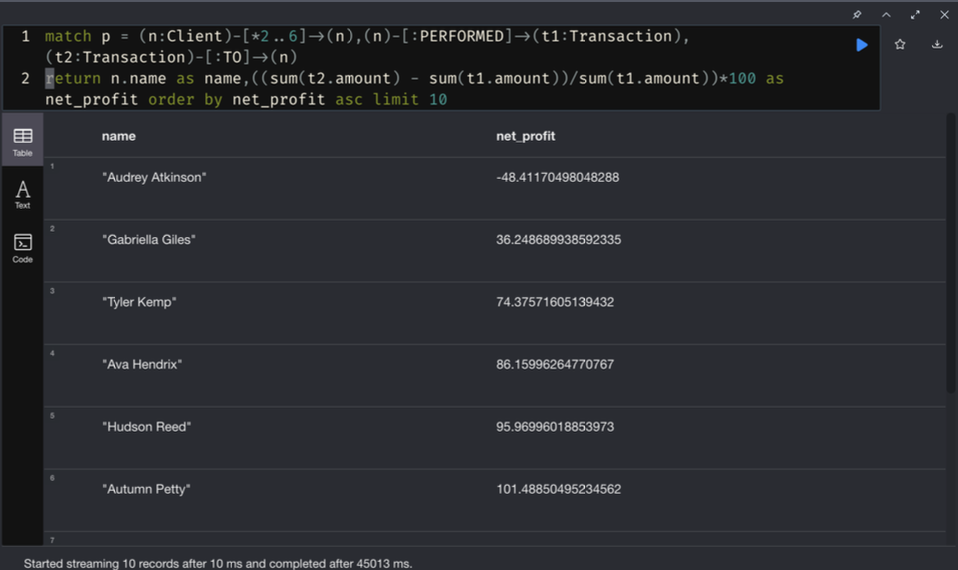 1 match p = (n:Client)-[*2..6]→(n),(n)-[:PERFORMED]→(t1:Transaction),
(t2:Transaction)-[:TO]→(n)
2 return n.name as name,((sum(t2.amount) - sum(t1.amount))/sum(t1.amount))*100 as
net_profit order by net_profit asc limit 10
Table
Text
Code
name net_profit
1 "Audrey Atkinson" -48.41170498048288
2 "Gabriella Giles" 36.248689938592335
3 "Tyler Kemp" 74.37571605139432
4 "Ava Hendrix" 86.15996264770767
5 "Hudson Reed" 95.96996018853973
6 "Autumn Petty" 101.48850495234562
7
Started streaming 10 records after 10 ms and completed after 45013 ms.